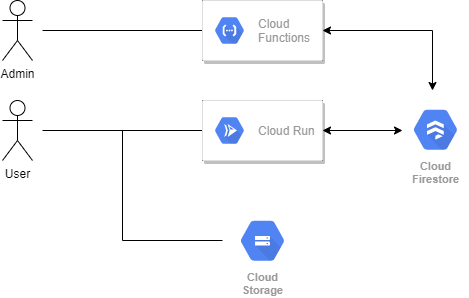 Admin
Cloud
Functions
User
Cloud Run
Cloud
Firestore
Cloud
Storage